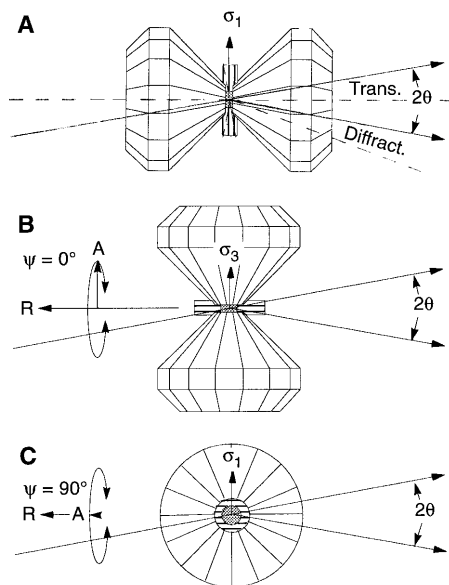 A
σ1
Trans.
2θ
Diffract.
B
ψ = 0°
A
σ3
R
2θ
C
ψ = 90°
σ1
R
A
2θ